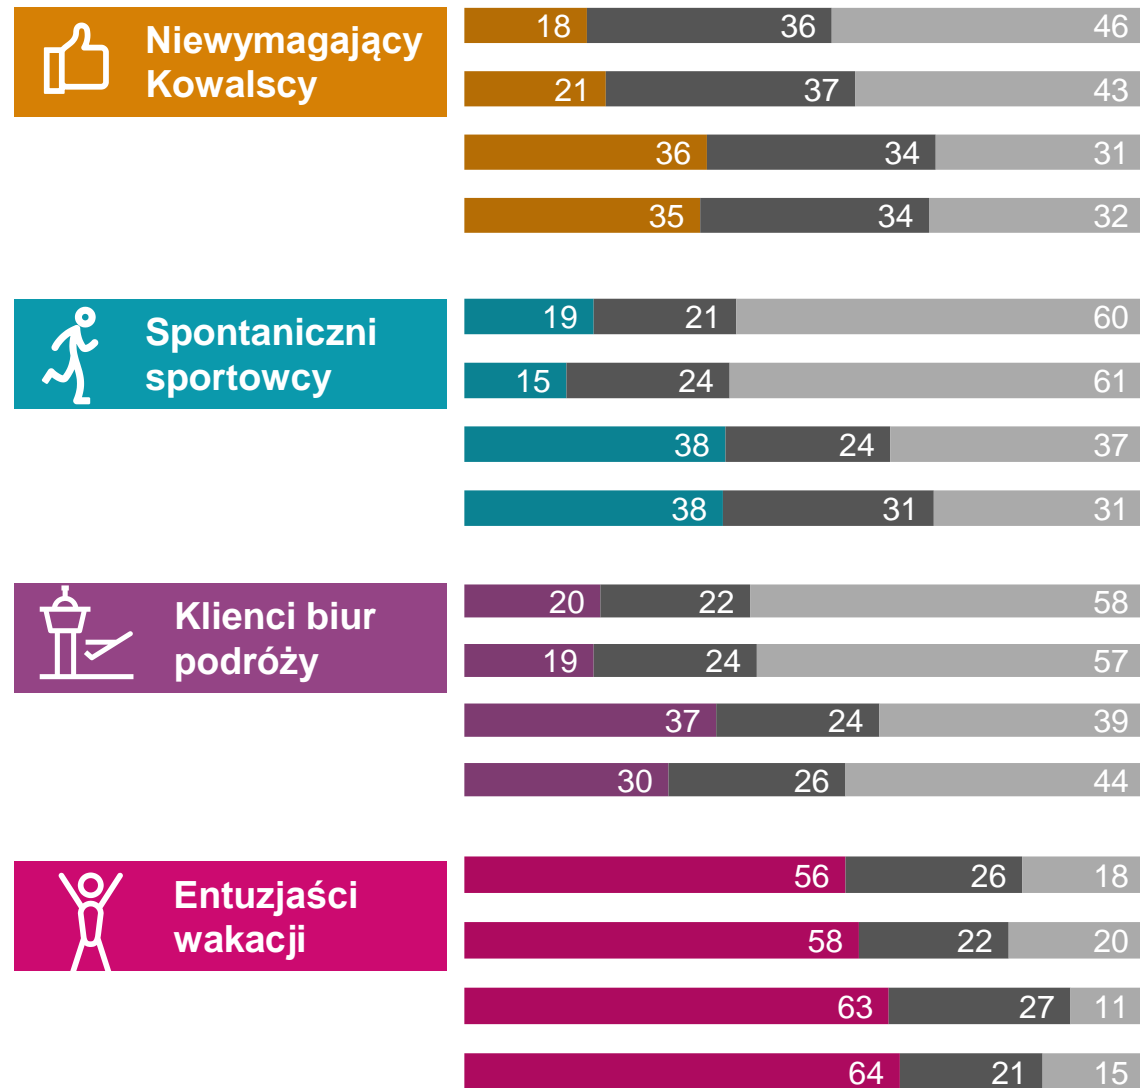 Niewymagający
Kowalscy
18 36 46
21 37 43
36 34 31
35 34 32
Spontaniczni
sportowcy
19 21 60
15 24 61
38 24 37
38 31 31
Klienci biur
podróży
20 22 58
19 24 57
37 24 39
30 26 44
Entuzjaści
wakacji
56 26 18
58 22 20
63 27 11
64 21 15